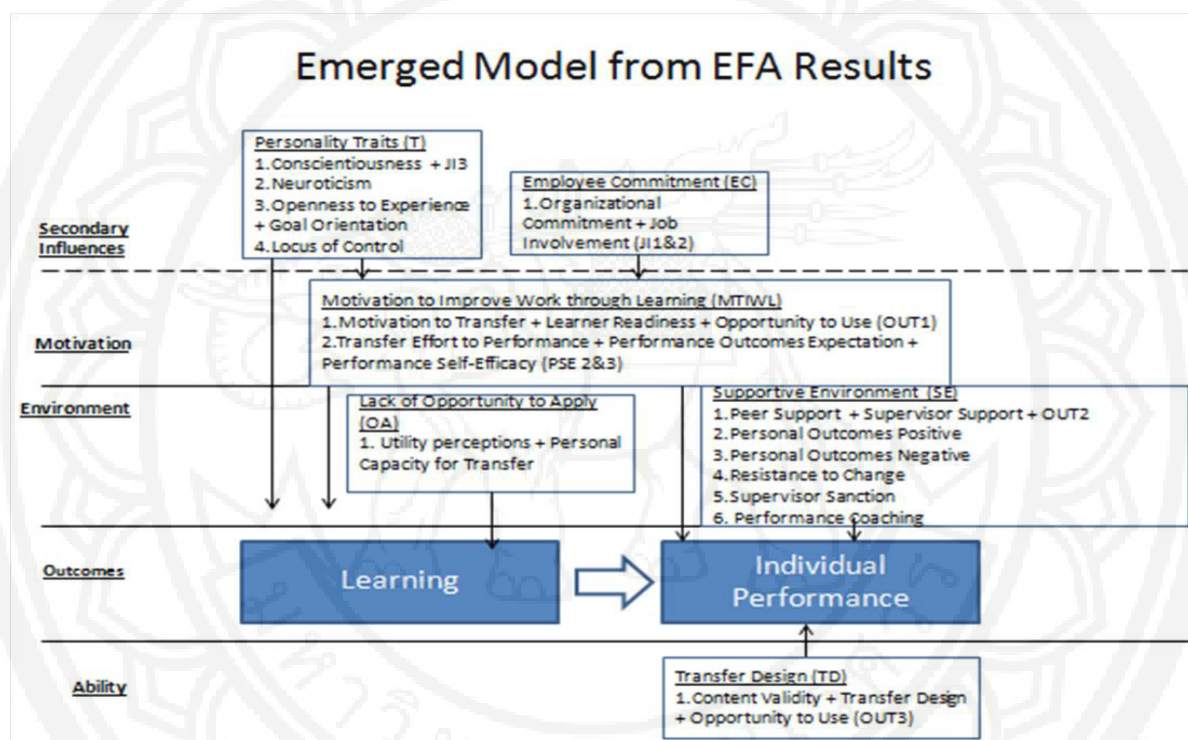 Emerged Model from EFA Results
Personality Traits (T)
1.Conscientiousness + JI3
2.Neuroticism
3.Openness to Experience
+ Goal Orientation
4.Locus of Control
Employee Commitment (EC)
1.Organizational
Commitment + Job
Involvement (JI1&2)
Secondary
Influences
Motivation to Improve Work through Learning (MTIWL)
1.Motivation to Transfer + Learner Readiness + Opportunity to Use (OUT1)
2.Transfer Effort to Performance + Performance Outcomes Expectation +
Performance Self-Efficacy (PSE 2&3)
Motivation
Environment
Lack of Opportunity to Apply
(OA)
1. Utility perceptions + Personal
Capacity for Transfer
Supportive Environment (SE)
1.Peer Support + Supervisor Support + OUT2
2.Personal Outcomes Positive
3.Personal Outcomes Negative
4.Resistance to Change
5.Supervisor Sanction
6. Performance Coaching
Outcomes
Learning
Individual
Performance
Ability
Transfer Design (TD)
1.Content Validity + Transfer Design
+ Opportunity to Use (OUT3)